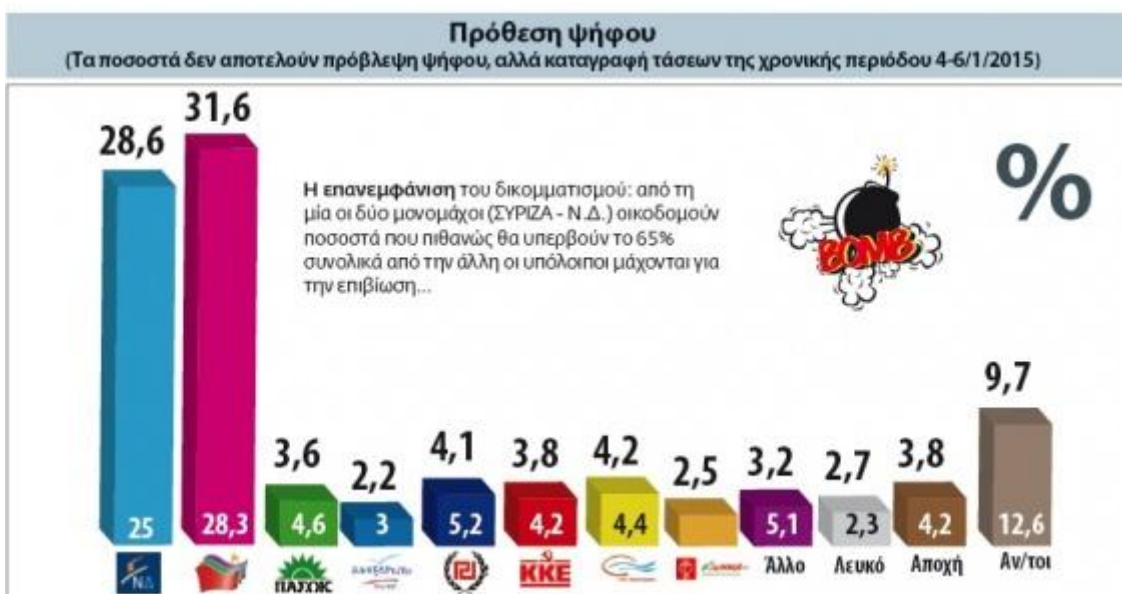 Πρόθεση ψήφου
(Τα ποσοστά δεν αποτελούν πρόβλεψη ψήφου, αλλά καταγραφή τάσεων της χρονικής περιόδου 4-6/1/2015)
28,6
31,6
%
Η επανεμφάνιση του δικομματισμού: από τη
μία οι δύο μονομάχοι (ΣΥΡΙΖΑ - Ν.Δ.) οικοδομούν
ποσοστά που πιθανώς θα υπερβούν το 65%
συνολικά από την άλλη οι υπόλοιποι μάχονται για
την επιβίωση...
BOMB
3,6 2,2 4,1 3,8 4,2 2,5 3,2 2,7 3,8 9,7
25 28,3 4,6 3 5,2 4,2 4,4 5,1 2,3 4,2 12,6
ΝΔ ΠΑΣΟΚ ΚΚΕ Άλλο Λευκό Αποχή Αν/τοι